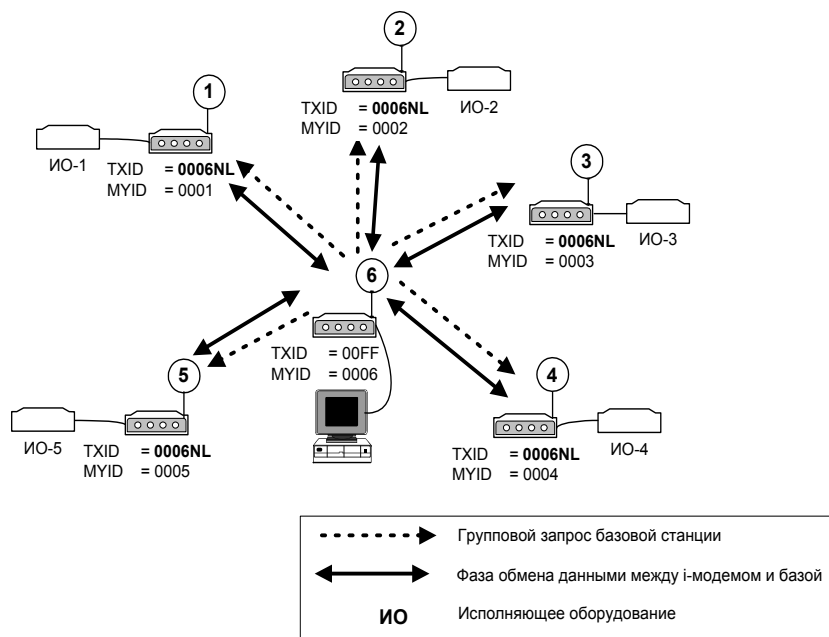 2
1
TXID = 0006NL
MYID = 0002
ИО-2
ИО-1
TXID = 0006NL
MYID = 0001
3
TXID = 0006NL
MYID = 0003
ИО-3
6
TXID = 00FF
MYID = 0006
5
ИО-5
TXID = 0006NL
MYID = 0005
4
TXID = 0006NL
MYID = 0004
ИО-4
Групповой запрос базовой станции
Фаза обмена данными между i-модемом и базой
ИО Исполняющее оборудование